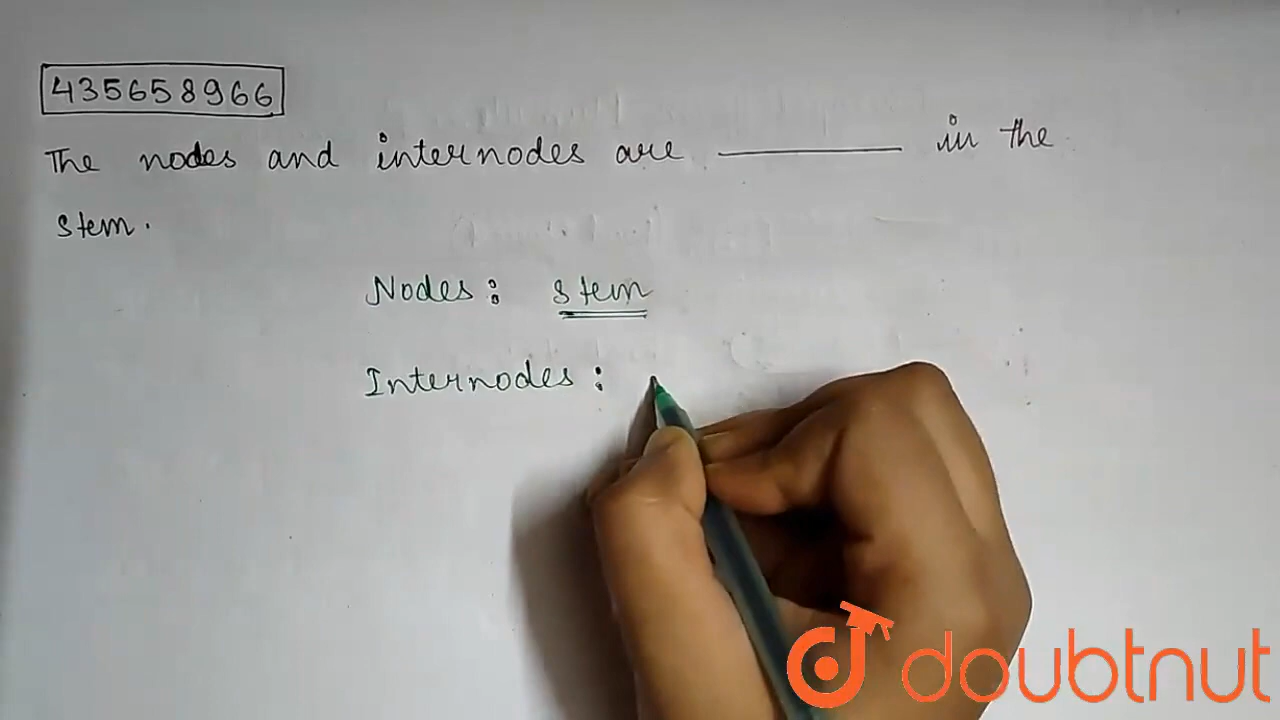 435658966
The nodes and internodes are ________ in the
stem.
Nodes: stem
Internodes:
doubtnut